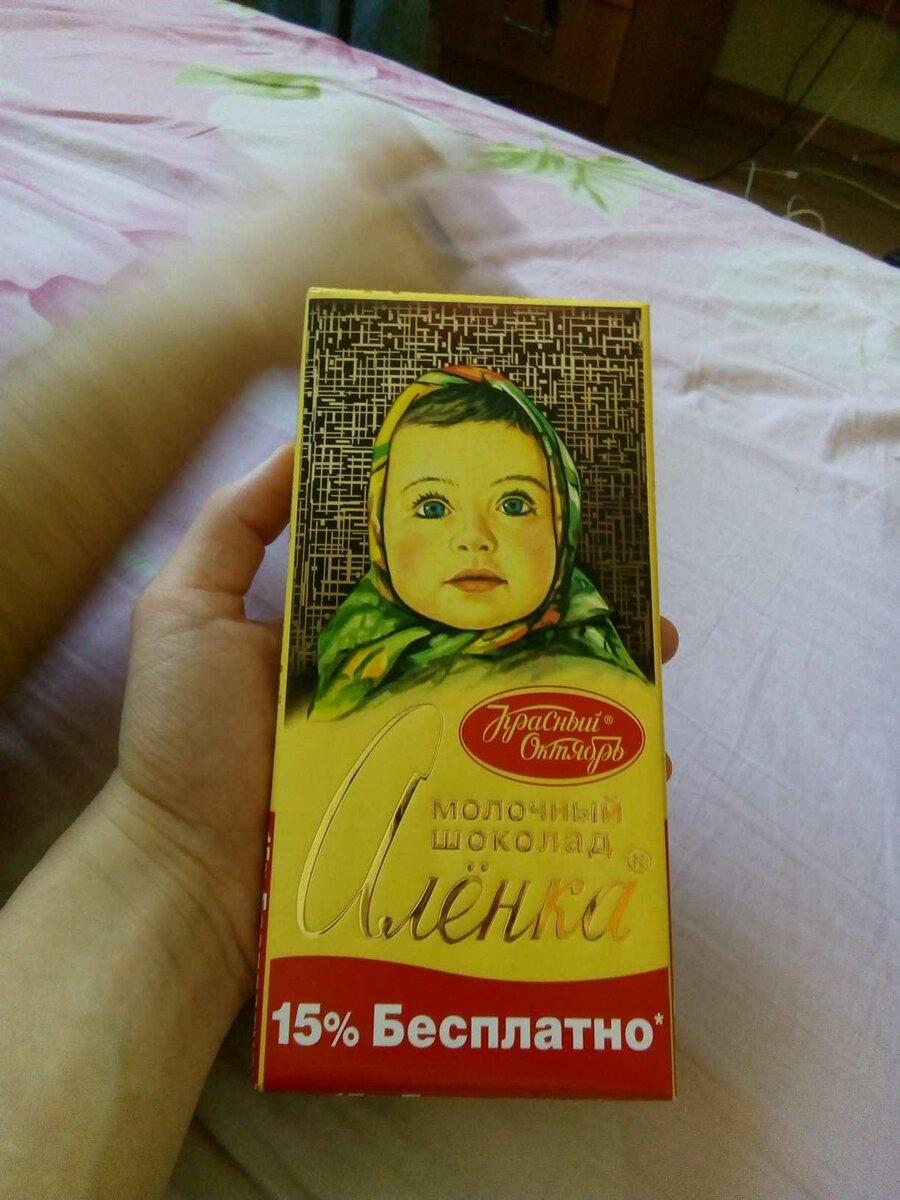 Красный®
Октябрь
молочный
шоколад
Алёнка®
15% Бесплатно*